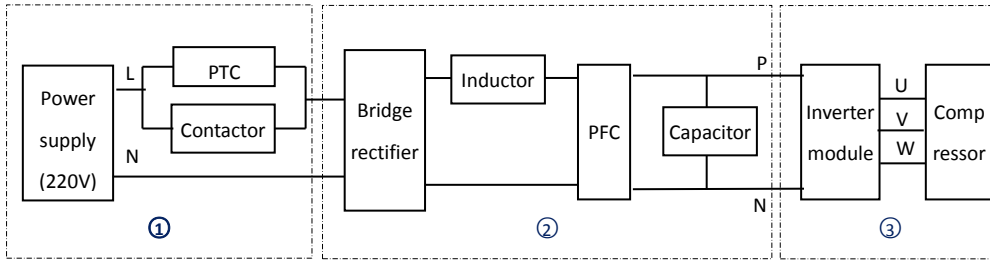 Power
supply
(220V)
L
N
PTC
Contactor
①
Bridge
rectifier
Inductor
PFC
Capacitor
P
N
②
Inverter
module
U
V
W
Comp
ressor
③